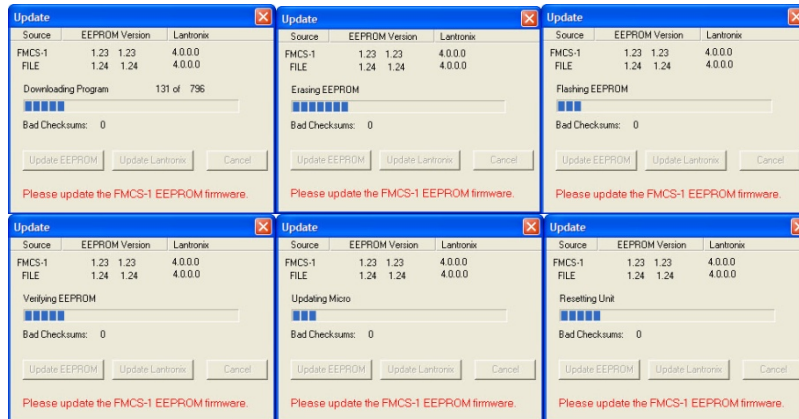 Update
Source EEPROM Version Lantronix
FMCS-1 1.23 1.23 4.0.0.0
FILE 1.24 1.24 4.0.0.0
Downloading Program 131 of 796
Bad Checksums: 0
Update EEPROM Update Lantronix Cancel
Please update the FMCS-1 EEPROM firmware.
Update
Source EEPROM Version Lantronix
FMCS-1 1.23 1.23 4.0.0.0
FILE 1.24 1.24 4.0.0.0
Erasing EEPROM
Bad Checksums: 0
Update EEPROM Update Lantronix Cancel
Please update the FMCS-1 EEPROM firmware.
Update
Source EEPROM Version Lantronix
FMCS-1 1.23 1.23 4.0.0.0
FILE 1.24 1.24 4.0.0.0
Flashing EEPROM
Bad Checksums: 0
Update EEPROM Update Lantronix Cancel
Please update the FMCS-1 EEPROM firmware.
Update
Source EEPROM Version Lantronix
FMCS-1 1.23 1.23 4.0.0.0
FILE 1.24 1.24 4.0.0.0
Verifying EEPROM
Bad Checksums: 0
Update EEPROM Update Lantronix Cancel
Please update the FMCS-1 EEPROM firmware.
Update
Source EEPROM Version Lantronix
FMCS-1 1.23 1.23 4.0.0.0
FILE 1.24 1.24 4.0.0.0
Updating Micro
Bad Checksums: 0
Update EEPROM Update Lantronix Cancel
Please update the FMCS-1 EEPROM firmware.
Update
Source EEPROM Version Lantronix
FMCS-1 1.23 1.23 4.0.0.0
FILE 1.24 1.24 4.0.0.0
Resetting Unit
Bad Checksums: 0
Update EEPROM Update Lantronix Cancel
Please update the FMCS-1 EEPROM firmware.